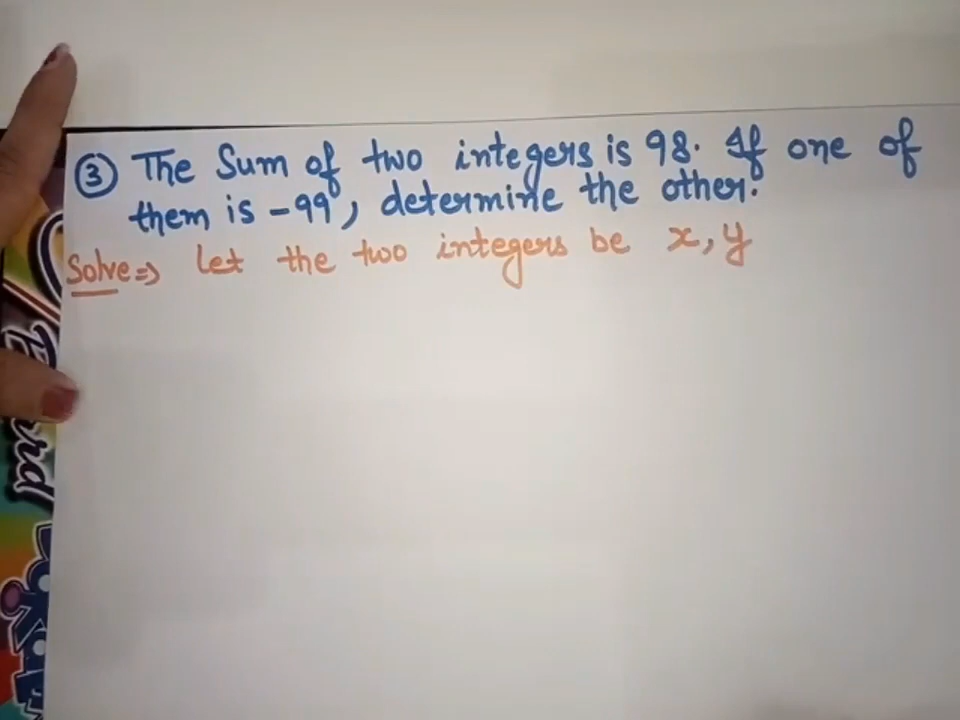 ③ The Sum of two integers is 98. If one of
them is -99, determine the other.
Solve⇒ Let the two integers be x, y